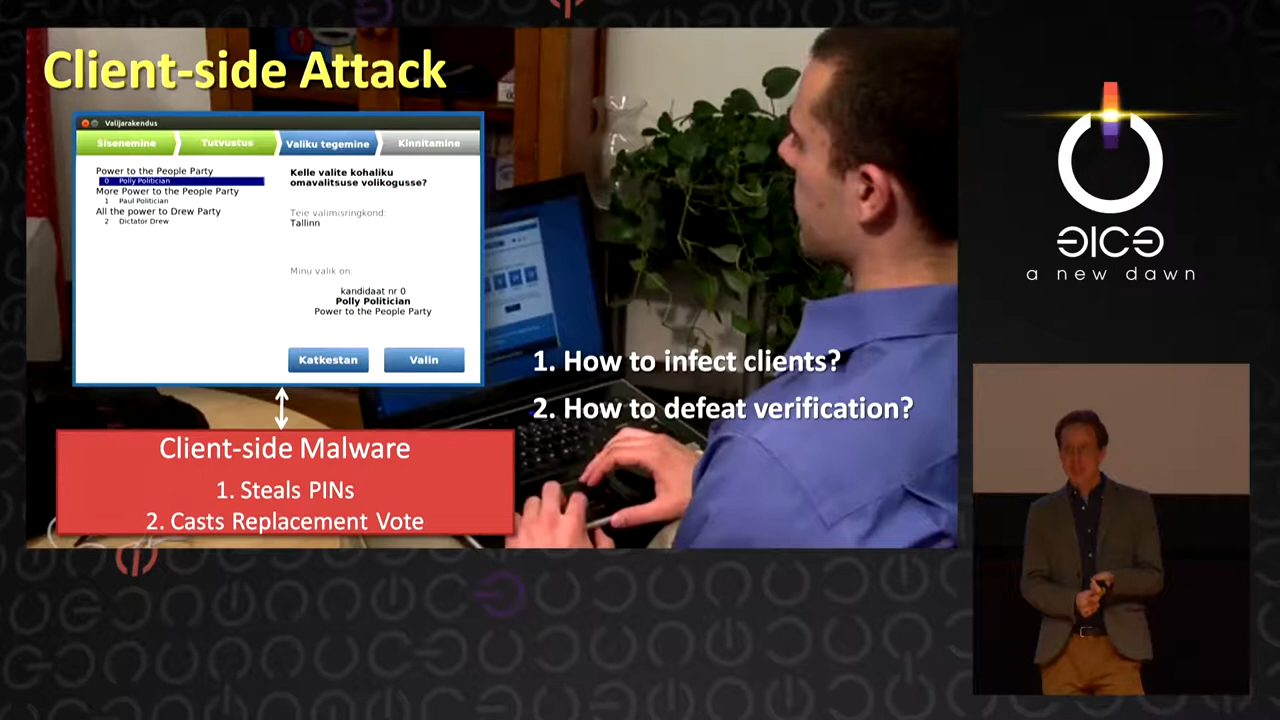 Client-side Attack
Valijarakendus
Sisenemine
Tutvustus
Valiku tegemine
Kinnitamine
Power to the People Party
0 Polly Politician
More Power to the People Party
1 Paul Politician
All the power to Drew Party
2 Dictator Drew
Kelle valite kohaliku
omavalitsuse volikogusse?
Teie valimisringkond:
Tallinn
Minu valik on:
kandidaat nr 0
Polly Politician
Power to the People Party
Katkestan
Valin
1. How to infect clients?
2. How to defeat verification?
Client-side Malware
1. Steals PINs
2. Casts Replacement Vote
a new dawn